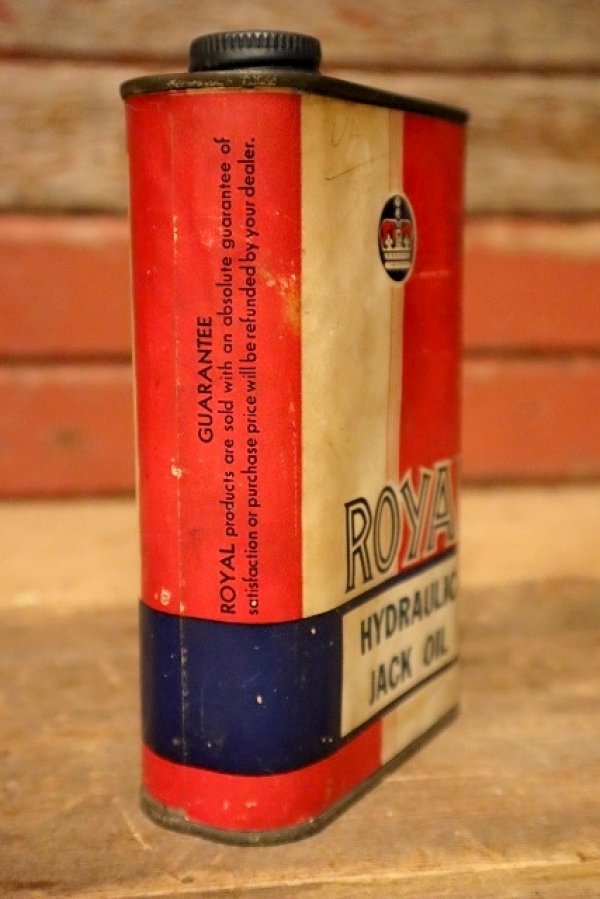 GUARANTEE
ROYAL products are sold with an absolute guarantee of
satisfaction or purchase price will be refunded by your dealer.
ROYA
HYDRAULIC
JACK OIL